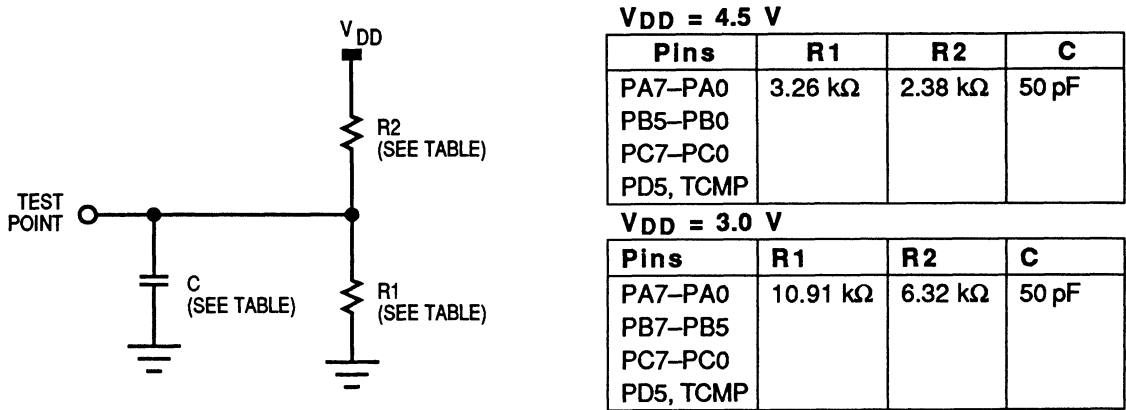 VDD
R2
(SEE TABLE)
TEST
POINT
C
(SEE TABLE)
R1
(SEE TABLE)
VDD = 4.5 V
Pins R1 R2 C
PA7–PA0 3.26 kΩ 2.38 kΩ 50 pF
PB5–PB0
PC7–PC0
PD5, TCMP
VDD = 3.0 V
Pins R1 R2 C
PA7–PA0 10.91 kΩ 6.32 kΩ 50 pF
PB7–PB5
PC7–PC0
PD5, TCMP